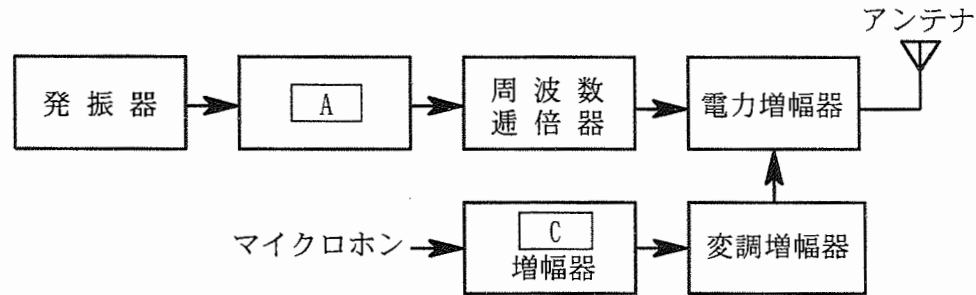 アンテナ
発振器
A
周波数
逓倍器
電力増幅器
マイクロホン
C
増幅器
変調増幅器